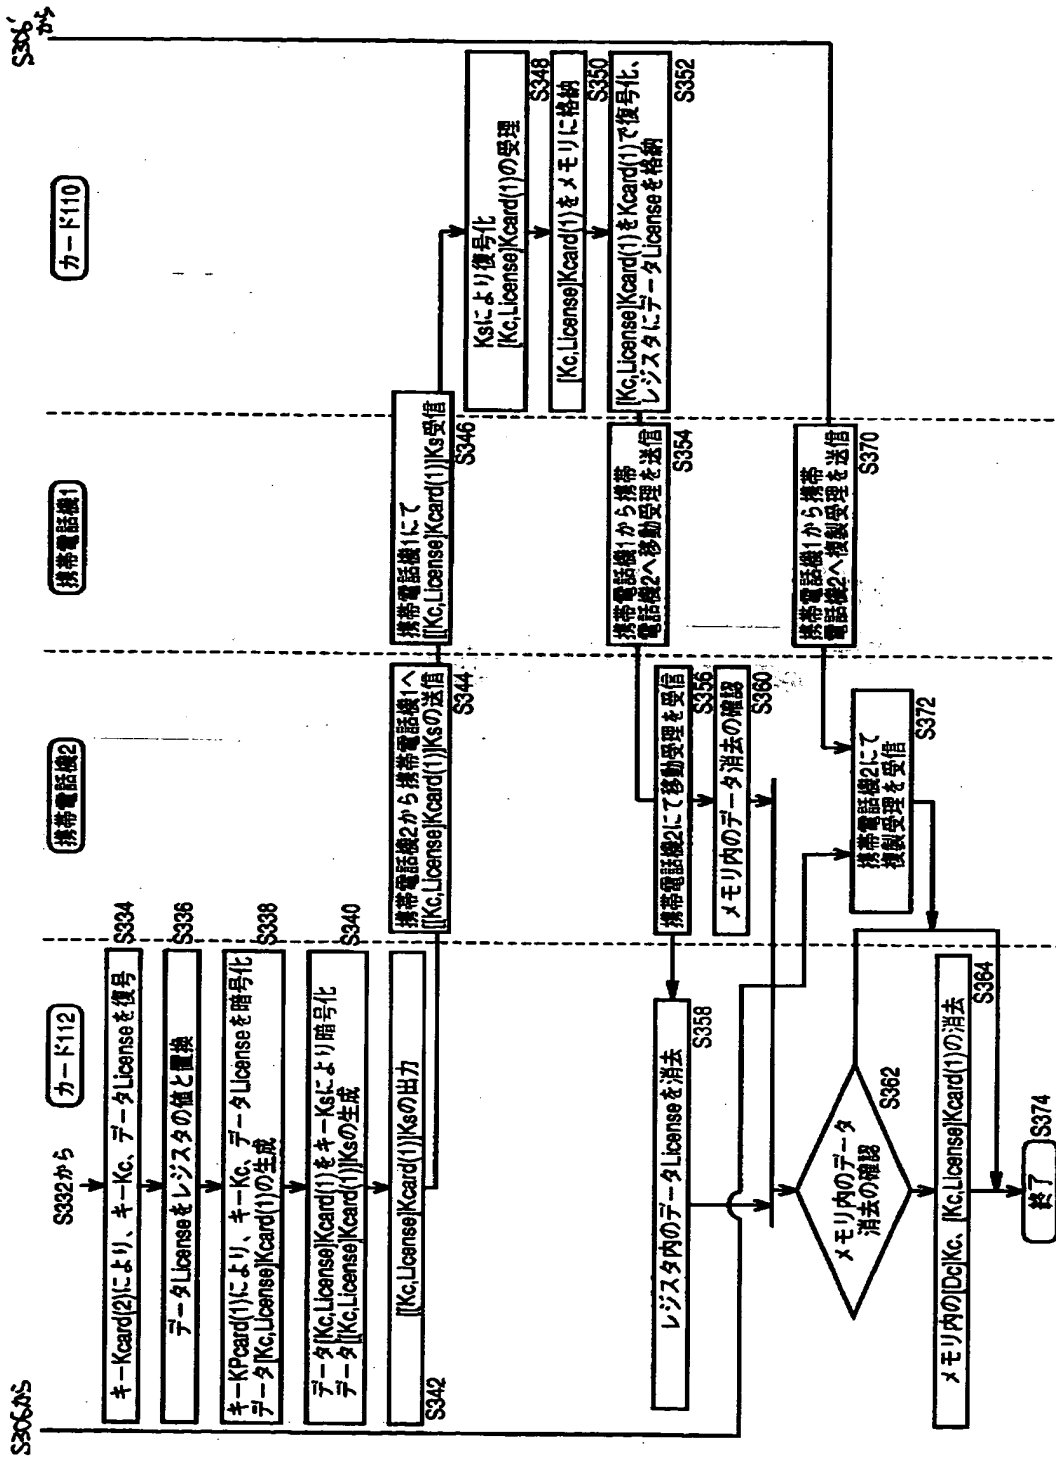 S306から
S306'から
カード112
携帯電話機2
携帯電話機1
カード110
S332から
キーKcard(2)により、キーKc、データLicenseを復号
S334
データLicenseをレジスタの値と置換
S336
キーKPcard(1)により、キーKc、データLicenseを暗号化
データ[Kc,License]Kcard(1)の生成
S338
データ[Kc,License]Kcard(1)をキーKsにより暗号化
データ[[Kc,License]Kcard(1)]Ksの生成
S340
[[Kc,License]Kcard(1)]Ksの出力
S342
携帯電話機2から携帯電話機1へ
[[Kc,License]Kcard(1)]Ksの送信
S344
携帯電話機1にて
[[Kc,License]Kcard(1)]Ks受信
S346
Ksにより復号化
[Kc,License]Kcard(1)の受理
S348
[Kc,License]Kcard(1)をメモリに格納
S350
[Kc,License]Kcard(1)をKcard(1)で復号化、
レジスタにデータLicenseを格納
S352
携帯電話機1から携帯
電話機2へ移動受理を送信
S354
携帯電話機2にて移動受理を受信
S356
レジスタ内のデータLicenseを消去
S358
メモリ内のデータ消去の確認
S360
メモリ内のデータ
消去の確認
S362
メモリ内の[Dc]Kc、[Kc,License]Kcard(1)の消去
S364
携帯電話機1から携帯
電話機2へ複製受理を送信
S370
携帯電話機2にて
複製受理を受信
S372
終了
S374